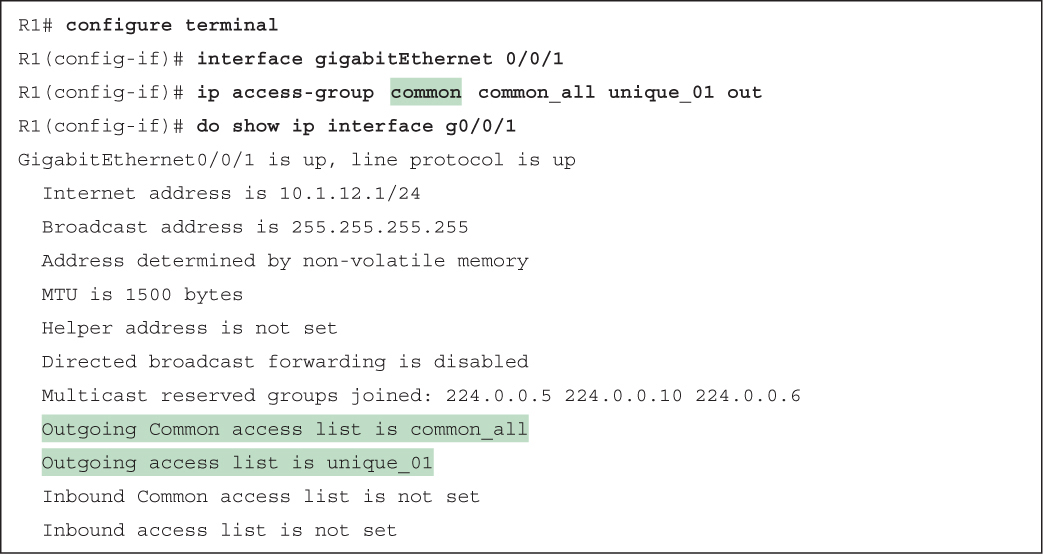 R1# configure terminal
R1(config-if)# interface gigabitEthernet 0/0/1
R1(config-if)# ip access-group common common_all unique_01 out
R1(config-if)# do show ip interface g0/0/1
GigabitEthernet0/0/1 is up, line protocol is up
Internet address is 10.1.12.1/24
Broadcast address is 255.255.255.255
Address determined by non-volatile memory
MTU is 1500 bytes
Helper address is not set
Directed broadcast forwarding is disabled
Multicast reserved groups joined: 224.0.0.5 224.0.0.10 224.0.0.6
Outgoing Common access list is common_all
Outgoing access list is unique_01
Inbound Common access list is not set
Inbound access list is not set